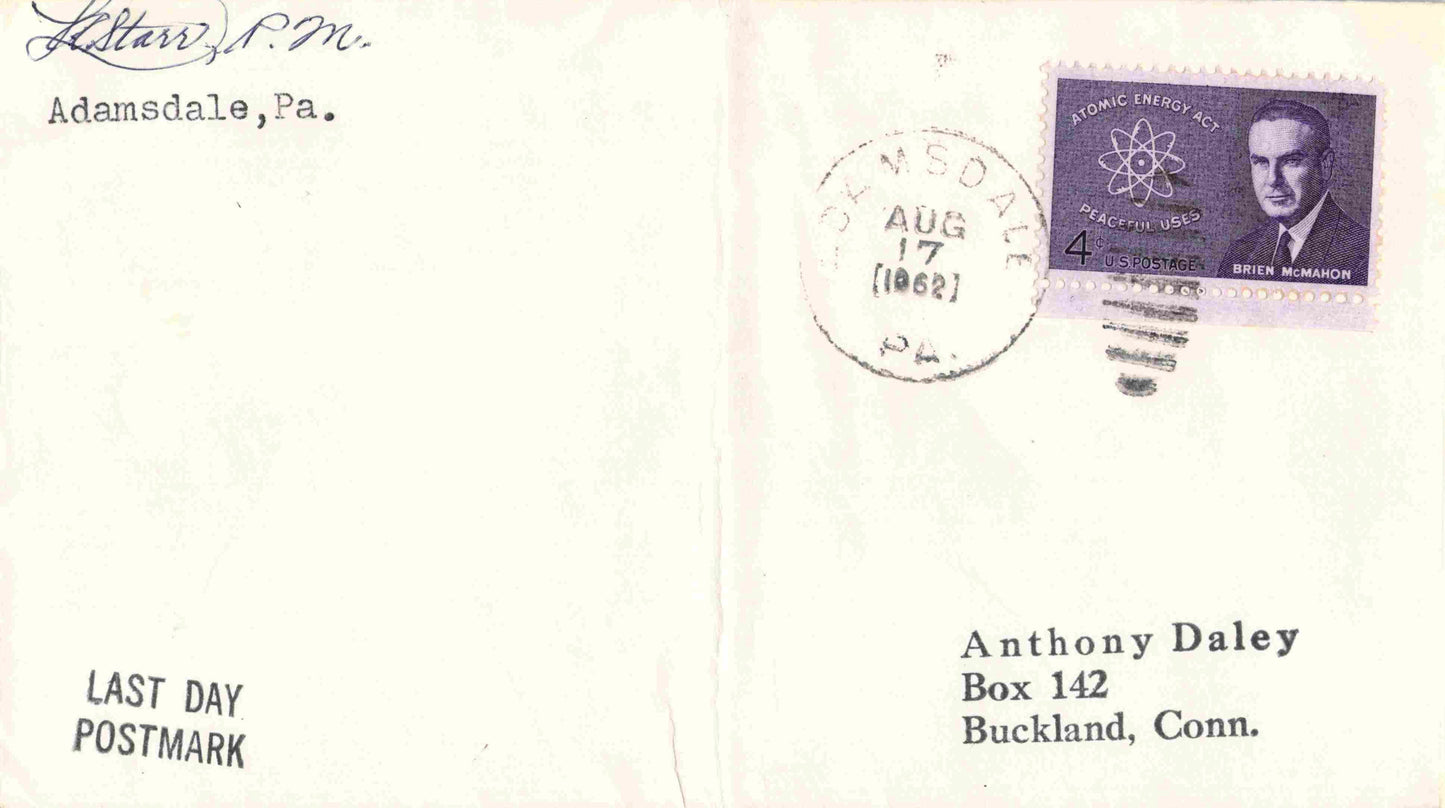 Starr, P.M.
Adamsdale,Pa.
ADAMSDALE
AUG
17
[1962]
PA.
ATOMIC ENERGY ACT
PEACEFUL USES
4¢
U.S. POSTAGE
BRIEN McMAHON
LAST DAY
POSTMARK
Anthony Daley
Box 142
Buckland, Conn.